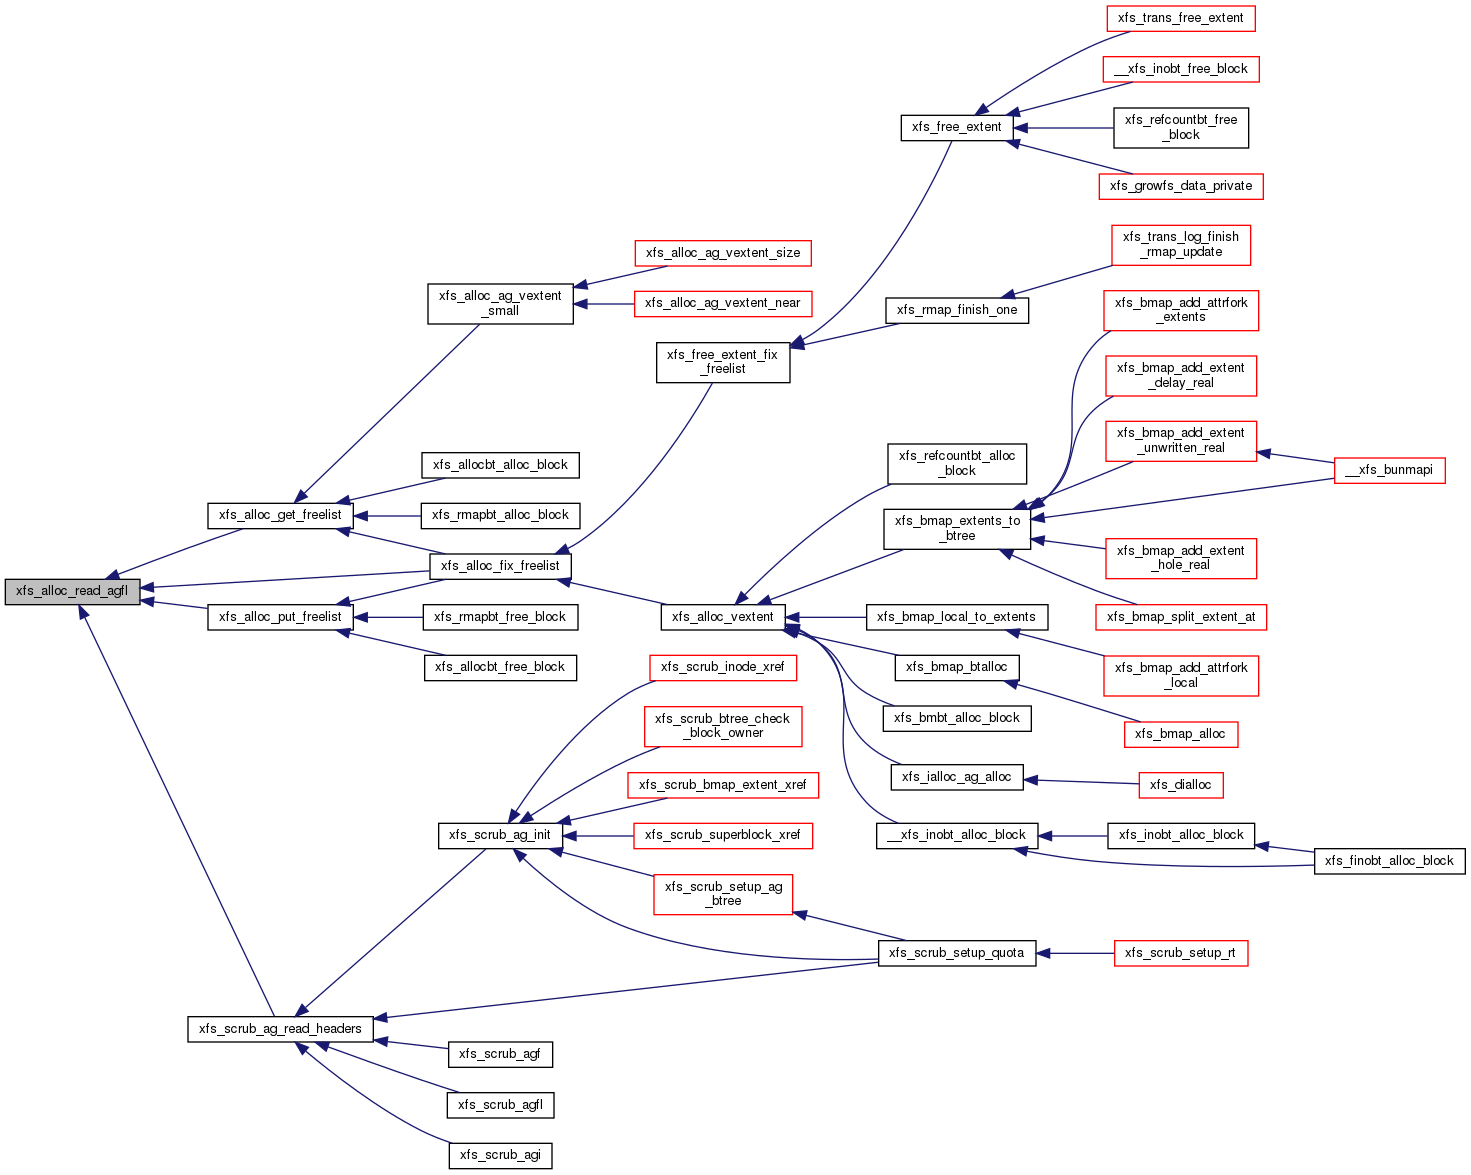 xfs_trans_free_extent
__xfs_inobt_free_block
xfs_free_extent
xfs_refcountbt_free
_block
xfs_growfs_data_private
xfs_alloc_ag_vextent_size
xfs_trans_log_finish
_rmap_update
xfs_alloc_ag_vextent
_small
xfs_alloc_ag_vextent_near
xfs_rmap_finish_one
xfs_bmap_add_attrfork
_extents
xfs_free_extent_fix
_freelist
xfs_bmap_add_extent
_delay_real
xfs_allocbt_alloc_block
xfs_refcountbt_alloc
_block
xfs_bmap_add_extent
_unwritten_real
__xfs_bunmapi
xfs_alloc_get_freelist
xfs_rmapbt_alloc_block
xfs_bmap_extents_to
_btree
xfs_alloc_read_agfl
xfs_alloc_fix_freelist
xfs_bmap_add_extent
_hole_real
xfs_alloc_put_freelist
xfs_rmapbt_free_block
xfs_alloc_vextent
xfs_bmap_local_to_extents
xfs_bmap_split_extent_at
xfs_allocbt_free_block
xfs_scrub_inode_xref
xfs_bmap_btalloc
xfs_bmap_add_attrfork
_local
xfs_scrub_btree_check
_block_owner
xfs_bmbt_alloc_block
xfs_bmap_alloc
xfs_scrub_bmap_extent_xref
xfs_ialloc_ag_alloc
xfs_dialloc
xfs_scrub_ag_init
xfs_scrub_superblock_xref
__xfs_inobt_alloc_block
xfs_inobt_alloc_block
xfs_finobt_alloc_block
xfs_scrub_setup_ag
_btree
xfs_scrub_setup_quota
xfs_scrub_setup_rt
xfs_scrub_ag_read_headers
xfs_scrub_agf
xfs_scrub_agfl
xfs_scrub_agi